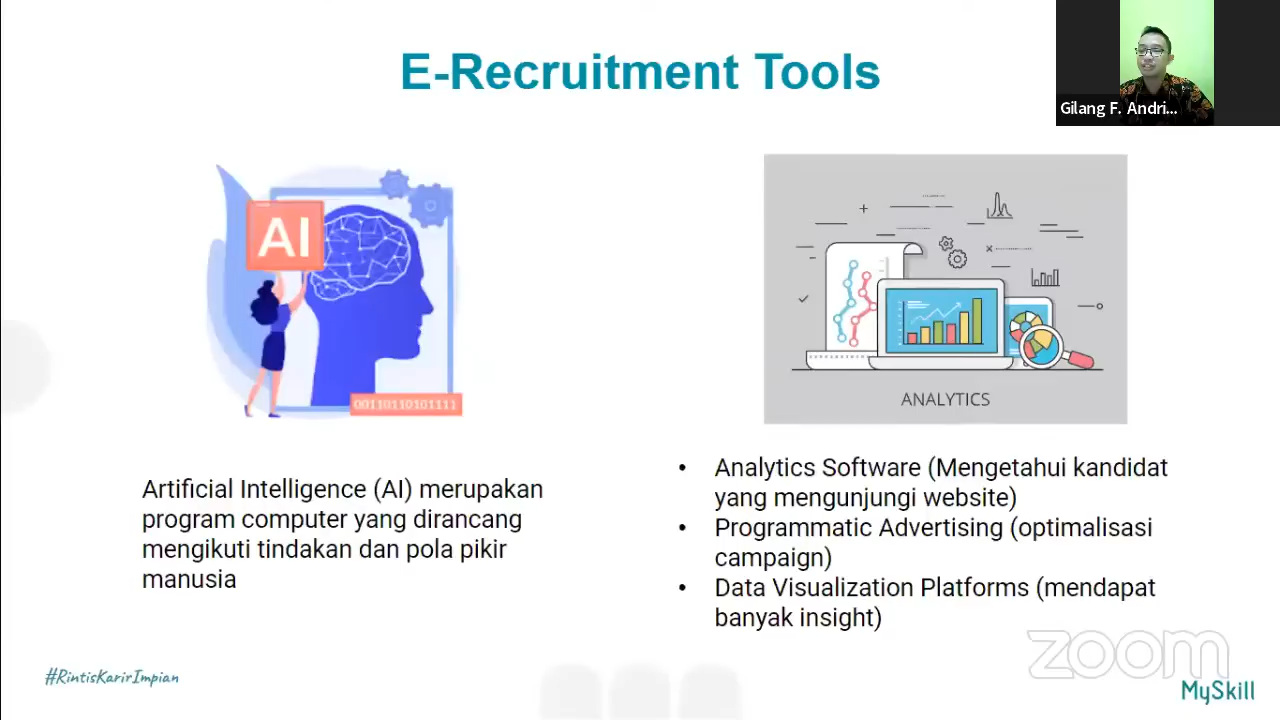 E-Recruitment Tools
Gilang F. Andri...
AI
00110110101111
ANALYTICS
Artificial Intelligence (AI) merupakan
program computer yang dirancang
mengikuti tindakan dan pola pikir
manusia
• Analytics Software (Mengetahui kandidat
yang mengunjungi website)
• Programmatic Advertising (optimalisasi
campaign)
• Data Visualization Platforms (mendapat
banyak insight)
#RintisKarirImpian
zoom
MySkill